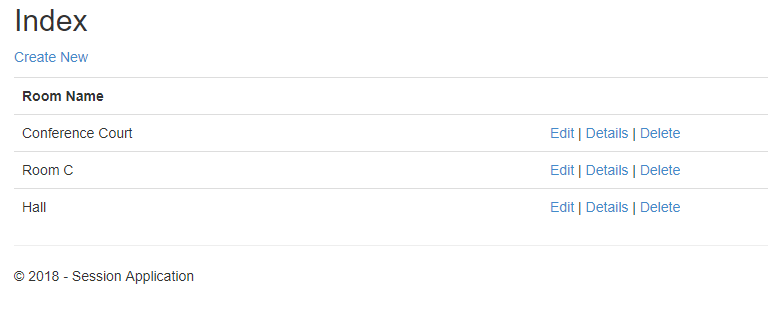 Index
Create New
Room Name
Conference Court Edit | Details | Delete
Room C Edit | Details | Delete
Hall Edit | Details | Delete
© 2018 - Session Application